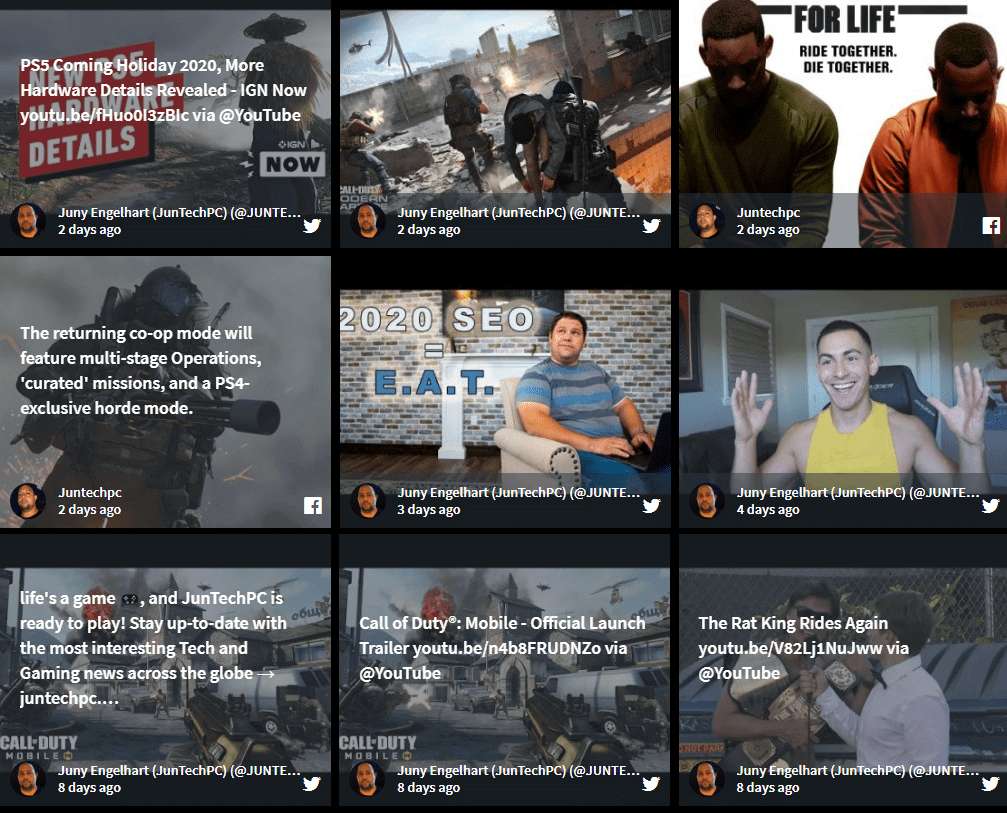 PS5 Coming Holiday 2020, More
Hardware Details Revealed - IGN Now
youtu.be/fHuo0I3zBIc via @YouTube
NEW PS5
HARDWARE
DETAILS
IGN
NOW
Juny Engelhart (JunTechPC) (@JUNTE...
2 days ago
CALL·DUTY
MODERN
Juny Engelhart (JunTechPC) (@JUNTE...
2 days ago
FOR LIFE
RIDE TOGETHER.
DIE TOGETHER.
Juntechpc
2 days ago
The returning co-op mode will
feature multi-stage Operations,
'curated' missions, and a PS4-
exclusive horde mode.
Juntechpc
2 days ago
2020 SEO
=
E.A.T.
Juny Engelhart (JunTechPC) (@JUNTE...
3 days ago
Juny Engelhart (JunTechPC) (@JUNTE...
4 days ago
life's a game 🎮, and JunTechPC is
ready to play! Stay up-to-date with
the most interesting Tech and
Gaming news across the globe →
juntechpc.…
CALL·DUTY
MOBILE
Juny Engelhart (JunTechPC) (@JUNTE...
8 days ago
Call of Duty®: Mobile - Official Launch
Trailer youtu.be/n4b8FRUDNZo via
@YouTube
CALL·DUTY
MOBILE
Juny Engelhart (JunTechPC) (@JUNTE...
8 days ago
The Rat King Rides Again
youtu.be/V82Lj1NuJww via
@YouTube
Juny Engelhart (JunTechPC) (@JUNTE...
8 days ago